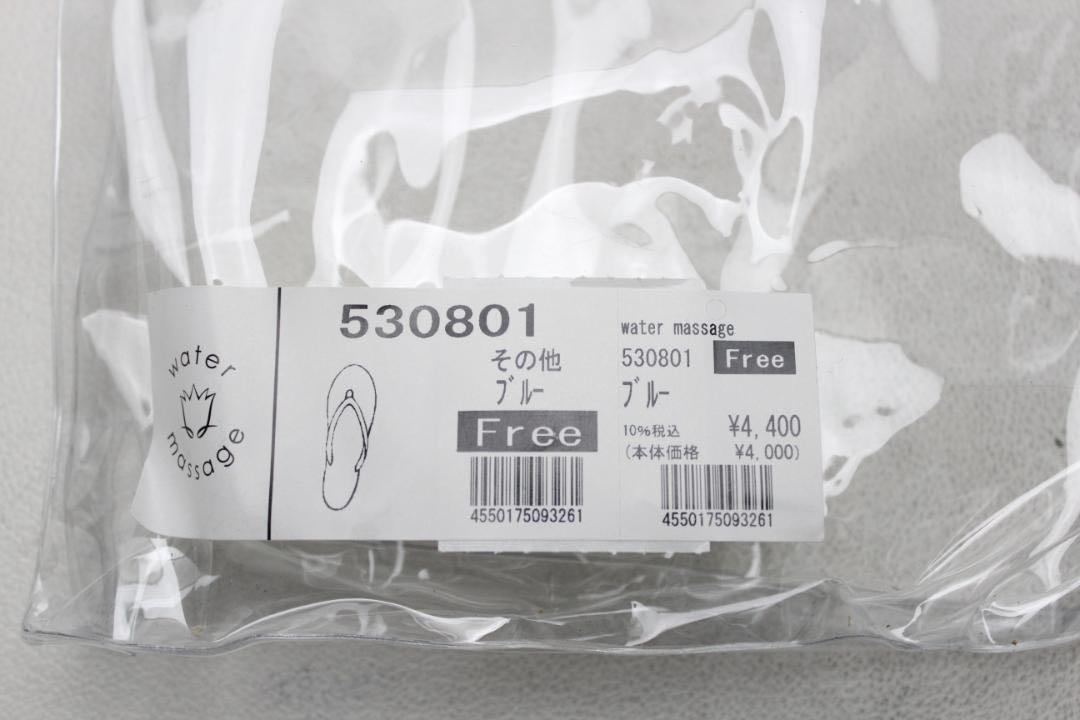 water
massage
530801
その他
ブルー
Free
4550175093261
water massage
530801 Free
ブルー
10%税込 ¥4,400
(本体価格 ¥4,000)
4550175093261